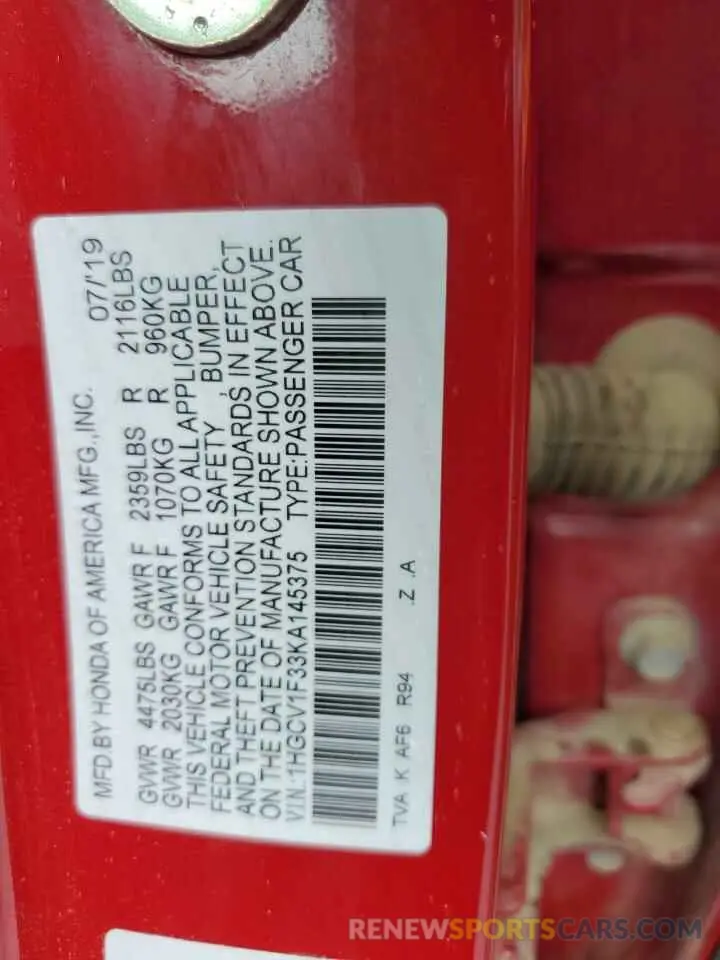 MFD.BY HONDA OF AMERICA MFG.,INC. 07/'19
GVWR 4475LBS GAWR F 2359LBS R 2116LBS
GVWR 2030KG GAWR F 1070KG R 960KG
THIS VEHICLE CONFORMS TO ALL APPLICABLE
FEDERAL MOTOR VEHICLE SAFETY , BUMPER,
AND THEFT PREVENTION STANDARDS, IN EFFECT
ON THE DATE OF MANUFACTURE SHOWN ABOVE.
V.I.N.:1HGCV1F33KA145375 TYPE:PASSENGER CAR
TVA K AF6 R94 .Z .A
RENEWSPORTSCARS.COM